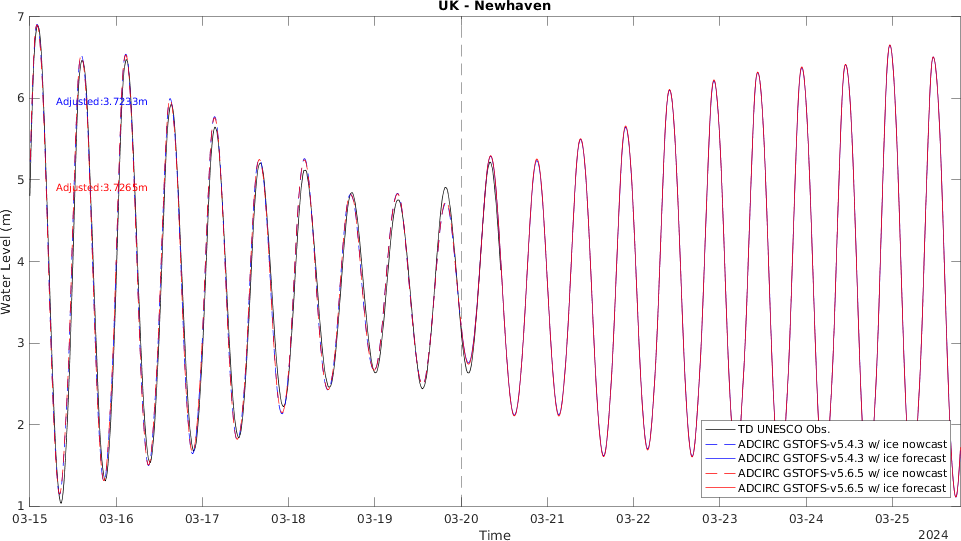 UK - Newhaven
7
6
5
4
3
2
1
Water Level (m)
Adjusted:3.7233m
Adjusted:3.7265m
TD UNESCO Obs.
ADCIRC GSTOFS-v5.4.3 w/ ice nowcast
ADCIRC GSTOFS-v5.4.3 w/ ice forecast
ADCIRC GSTOFS-v5.6.5 w/ ice nowcast
ADCIRC GSTOFS-v5.6.5 w/ ice forecast
03-15 03-16 03-17 03-18 03-19 03-20 03-21 03-22 03-23 03-24 03-25
Time
2024